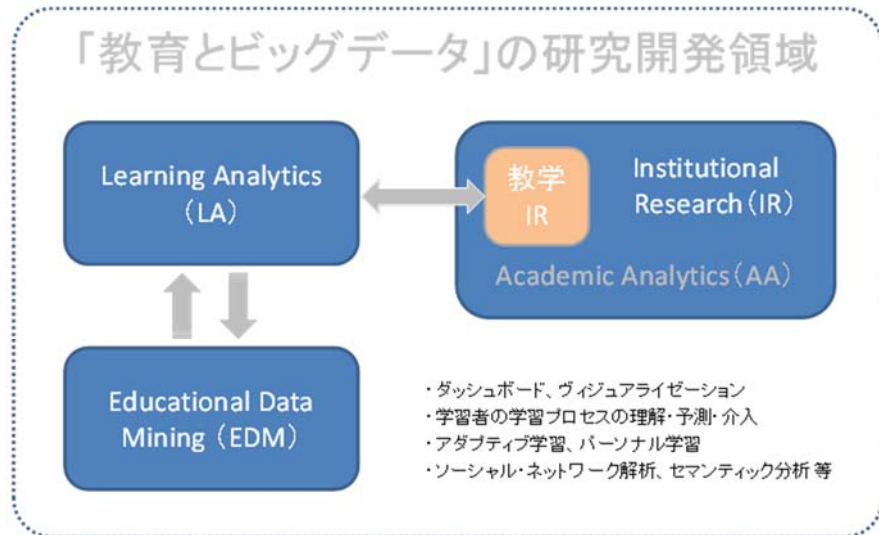 「教育とビッグデータ」の研究開発領域
Learning Analytics
(LA)
教学
IR
Institutional
Research(IR)
Academic Analytics(AA)
Educational Data
Mining (EDM)
・ダッシュボード、ヴィジュアライゼーション
・学習者の学習プロセスの理解・予測・介入
・アダプティブ学習、パーソナル学習
・ソーシャル・ネットワーク解析、セマンティック分析 等